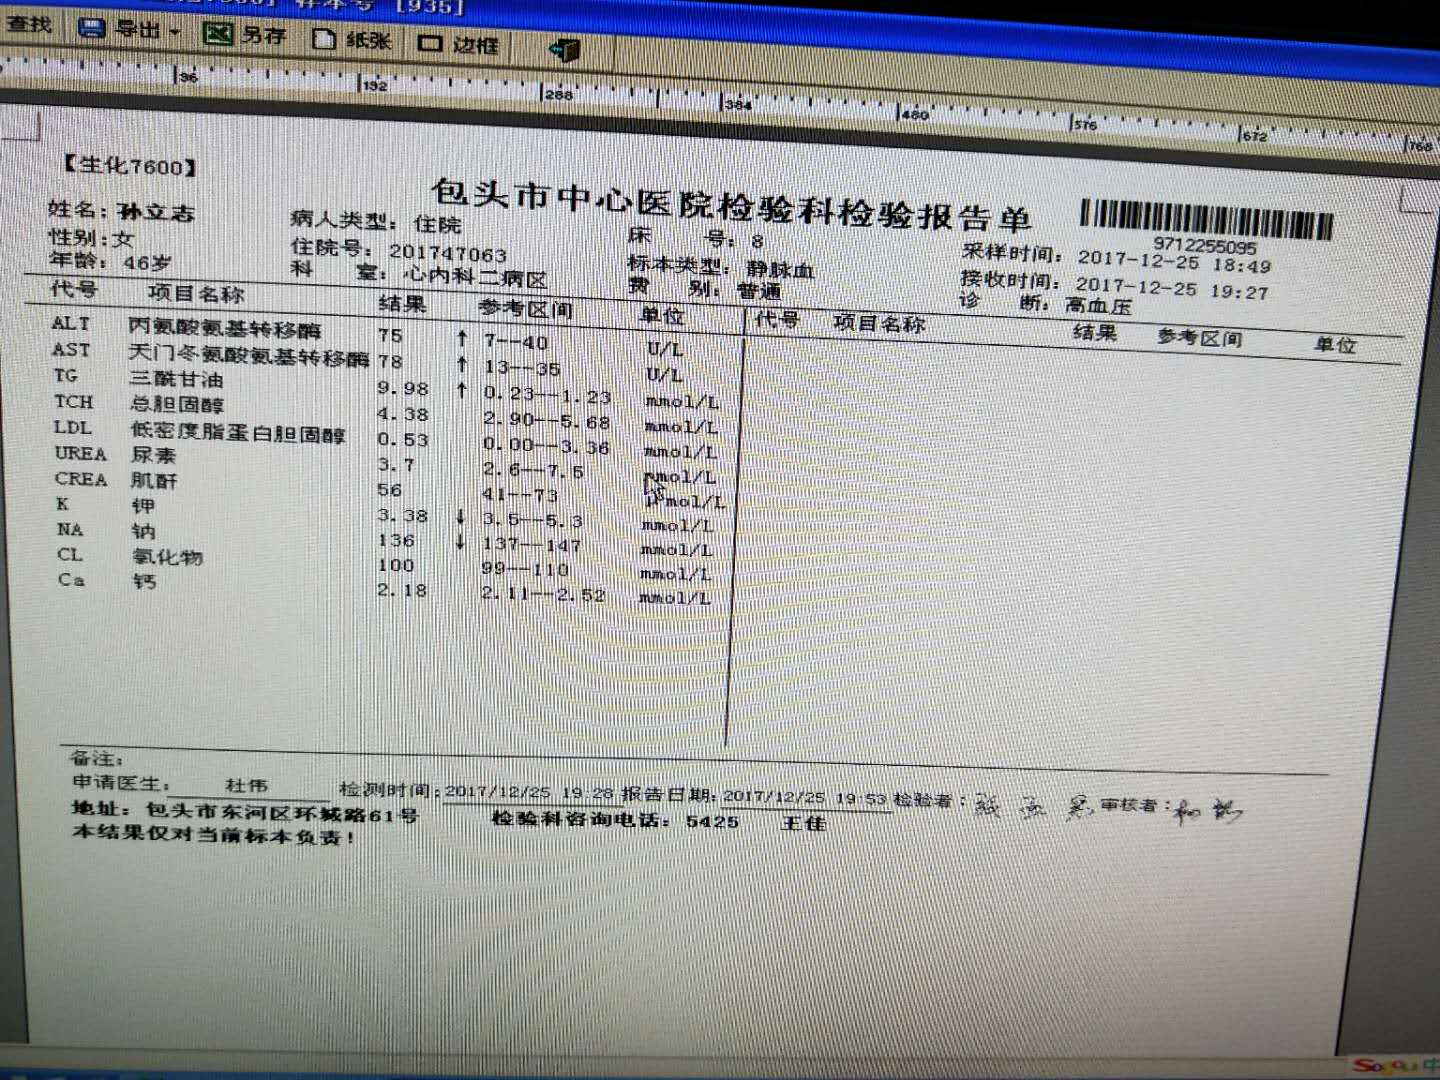 样本号 [935]
查找 导出 另存 纸张 边框
96 192 288 384 480 576 672 768
【生化7600】
包头市中心医院检验科检验报告单
9712255095
姓名：孙立志 病人类型：住院 床 号：8 采样时间：2017-12-25 18:49
性别：女 住院号：201747063 标本类型：静脉血 接收时间：2017-12-25 19:27
年龄：46岁 科 室：心内科二病区 费 别：普通 诊 断：高血压
代号 项目名称 结果 参考区间 单位 代号 项目名称 结果 参考区间 单位
ALT 丙氨酸氨基转移酶 75 ↑ 7--40 U/L
AST 天门冬氨酸氨基转移酶 78 ↑ 13--35 U/L
TG 三酰甘油 9.98 ↑ 0.23--1.23 mmol/L
TCH 总胆固醇 4.38 2.90--5.68 mmol/L
LDL 低密度脂蛋白胆固醇 0.53 0.00--3.36 mmol/L
UREA 尿素 3.7 2.6--7.5 mmol/L
CREA 肌酐 56 41--73 μmol/L
K 钾 3.38 ↓ 3.5--5.3 mmol/L
NA 钠 136 ↓ 137--147 mmol/L
CL 氯化物 100 99--110 mmol/L
Ca 钙 2.18 2.11--2.52 mmol/L
备注：
申请医生： 杜伟 检测时间：2017/12/25 19:28 报告日期：2017/12/25 19:53 检验者： 审核者：
地址：包头市东河区环城路61号 检验科咨询电话：5425 王佳
本结果仅对当前标本负责！
Sogou 中